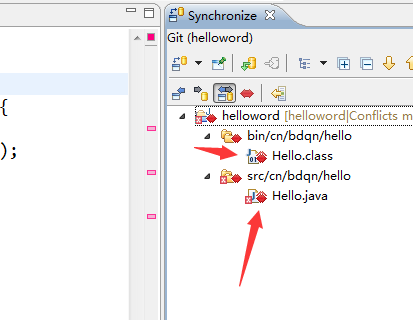 Synchronize
Git (helloword)
{
);
helloword [helloword|Conflicts m
bin/cn/bdqn/hello
Hello.class
src/cn/bdqn/hello
Hello.java